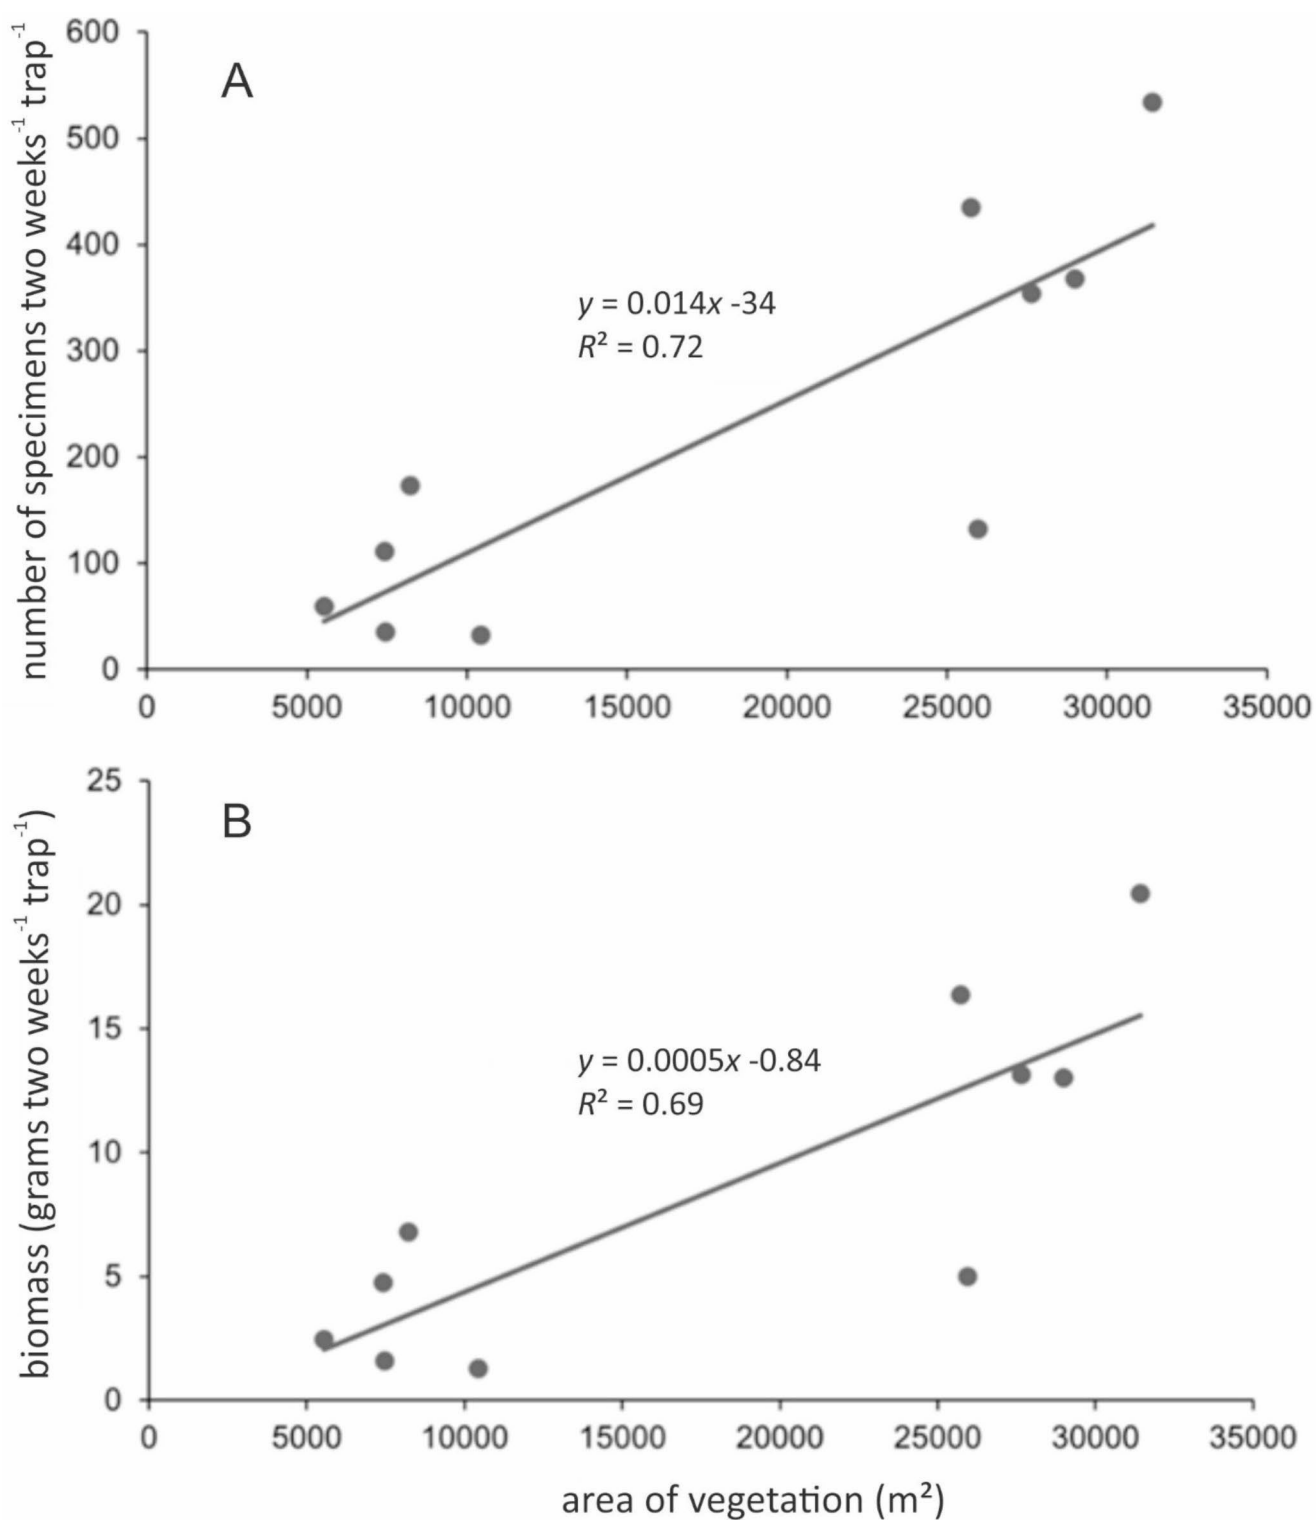 number of specimens two weeks⁻¹ trap⁻¹
600
500
400
300
200
100
0
A
y = 0.014x -34
R² = 0.72
0 5000 10000 15000 20000 25000 30000 35000
biomass (grams two weeks⁻¹ trap⁻¹)
25
20
15
10
5
0
B
y = 0.0005x -0.84
R² = 0.69
0 5000 10000 15000 20000 25000 30000 35000
area of vegetation (m²)